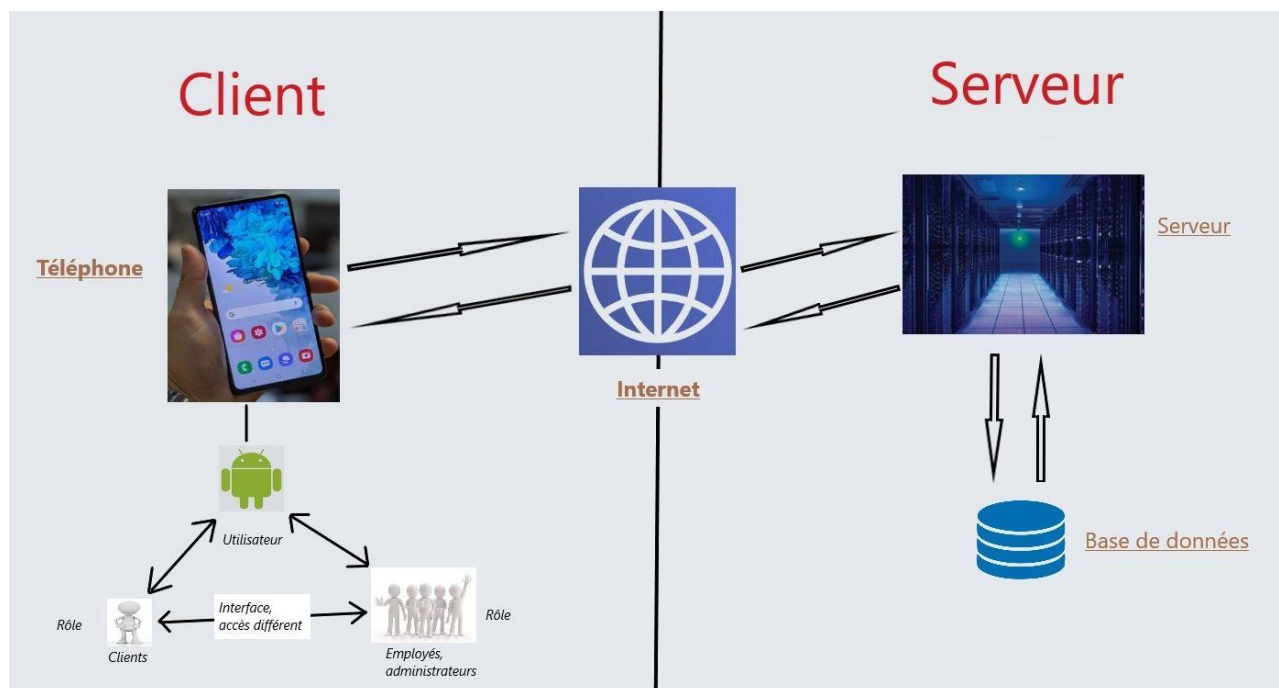 Client
Serveur
Téléphone
Serveur
Internet
Utilisateur
Base de données
Rôle
Interface,
accès différent
Rôle
Clients
Employés,
administrateurs